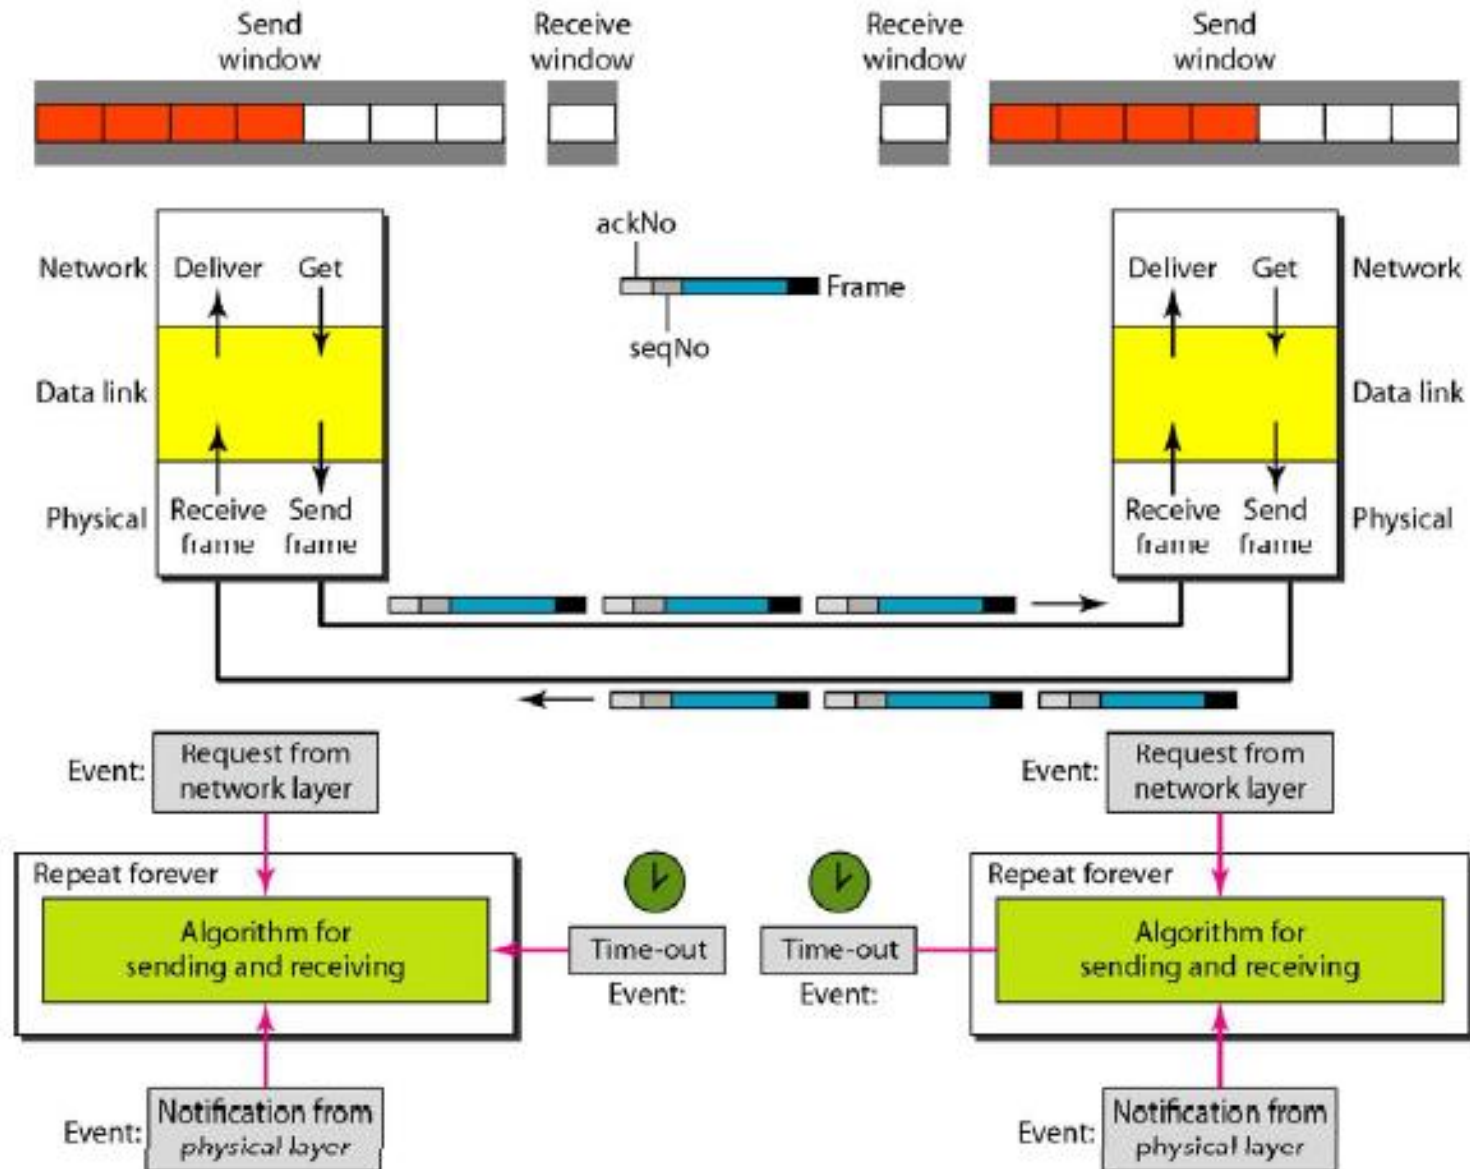 Send
window
Receive
window
Receive
window
Send
window
ackNo
Frame
seqNo
Network
Deliver
Get
Data link
Physical
Receive
frame
Send
frame
Deliver
Get
Network
Data link
Receive
frame
Send
frame
Physical
Event:
Request from
network layer
Event:
Request from
network layer
Repeat forever
Algorithm for
sending and receiving
Time-out
Event:
Time-out
Event:
Repeat forever
Algorithm for
sending and receiving
Event:
Notification from
physical layer
Event:
Notification from
physical layer